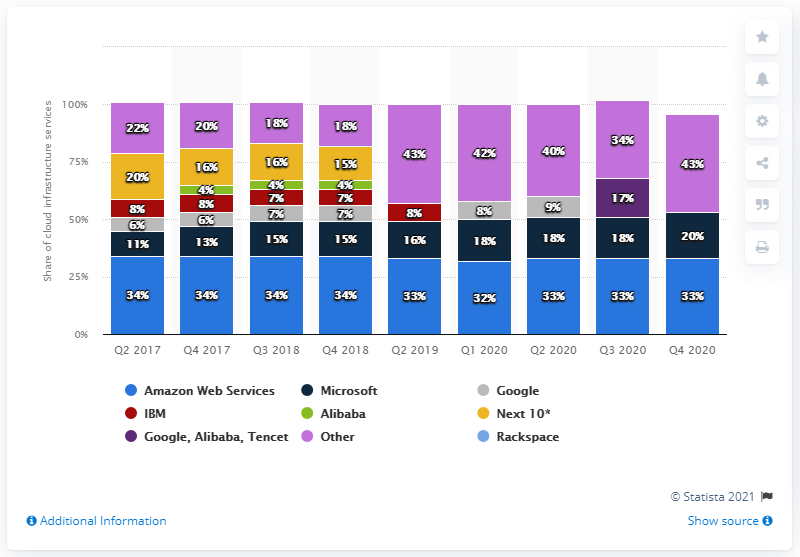 Share of cloud infrastructure services
100%
75%
50%
25%
0%
22% 20% 18% 18% 43% 42% 40% 34% 43%
20% 16% 16% 15% 17%
4% 4% 4%
8% 8% 7% 7% 8%
6% 6% 7% 7% 8% 9%
11% 13% 15% 15% 16% 18% 18% 18% 20%
34% 34% 34% 34% 33% 32% 33% 33% 33%
Q2 2017 Q4 2017 Q3 2018 Q4 2018 Q2 2019 Q1 2020 Q2 2020 Q3 2020 Q4 2020
Amazon Web Services Microsoft Google
IBM Alibaba Next 10*
Google, Alibaba, Tencet Other Rackspace
© Statista 2021
Additional Information Show source